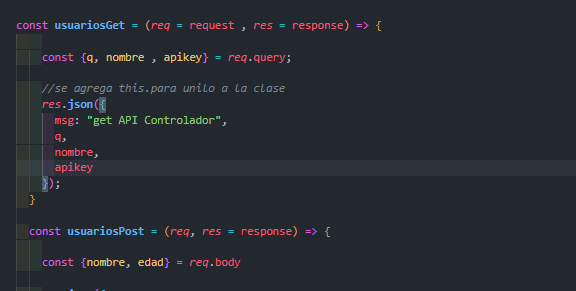 const usuariosGet = (req = request , res = response) => {
const {q, nombre , apikey} = req.query;
//se agrega this.para unilo a la clase
res.json({
msg: "get API Controlador",
q,
nombre,
apikey
});
}
const usuariosPost = (req, res = response) => {
const {nombre, edad} = req.body